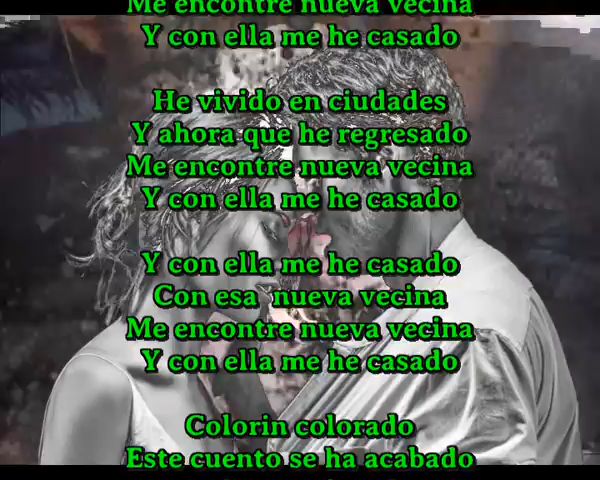 Me encontre nueva vecina
Y con ella me he casado
He vivido en ciudades
Y ahora que he regresado
Me encontre nueva vecina
Y con ella me he casado
Y con ella me he casado
Con esa nueva vecina
Me encontre nueva vecina
Y con ella me he casado
Colorin colorado
Este cuento se ha acabado